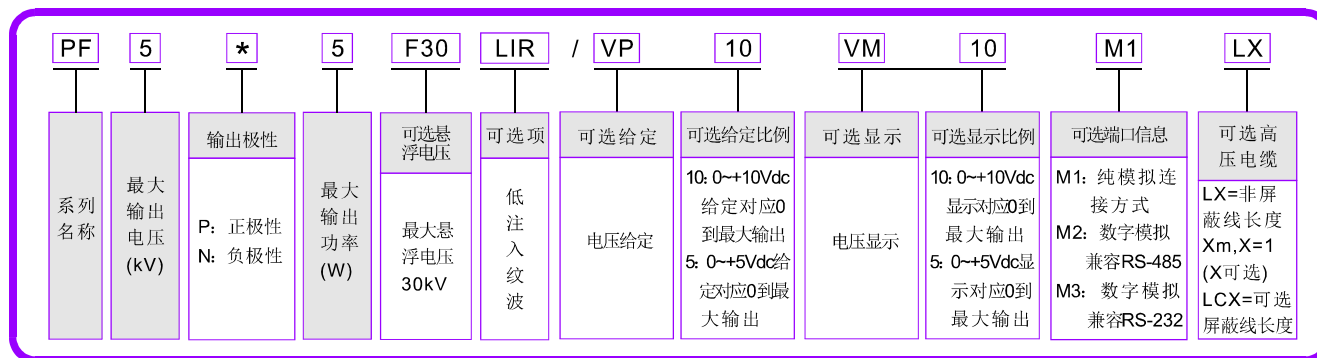 PF 5 * 5 F30 LIR / VP 10 VM 10 M1 LX
系列
名称
最大
输出
电压
(kV)
输出极性
P：正极性
N：负极性
最大
输出
功率
(W)
可选悬
浮电压
最大悬
浮电压
30kV
可选项
低
注
入
纹
波
可选给定
电压给定
可选给定比例
10：0~+10Vdc
给定对应0
到最大输出
5：0~+5Vdc给
定对应0到最
大输出
可选显示
电压显示
可选显示比例
10：0~+10Vdc
显示对应0到
最大输出
5：0~+5Vdc显
示对应0到
最大输出
可选端口信息
M1：纯模拟连
接方式
M2：数字模拟
兼容RS-485
M3：数字模拟
兼容RS-232
可选高
压电缆
LX=非屏
蔽线长度
Xm,X=1
(X可选)
LCX=可选
屏蔽线长度